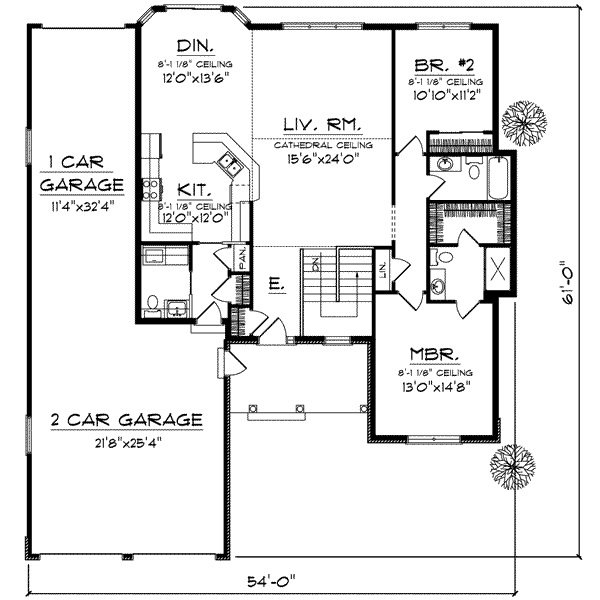 DIN.
8'-1 1/8" CEILING
12'0"x13'6"
BR. #2
8'-1 1/8" CEILING
10'10"x11'2"
LIV. RM.
CATHEDRAL CEILING
15'6"x24'0"
1 CAR
GARAGE
11'4"x32'4"
KIT.
8'-1 1/8" CEILING
12'0"x12'0"
PAN.
DN.
LIN.
E.
61'-0"
MBR.
8'-1 1/8" CEILING
13'0"x14'8"
2 CAR GARAGE
21'8"x25'4"
54'-0"